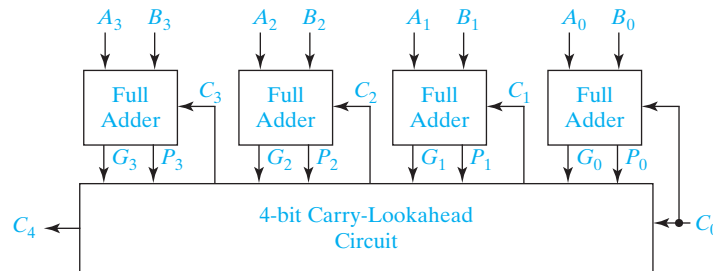 A3 B3 A2 B2 A1 B1 A0 B0
Full Adder C3 Full Adder C2 Full Adder C1 Full Adder
G3 P3 G2 P2 G1 P1 G0 P0
C4 4-bit Carry-Lookahead Circuit C0